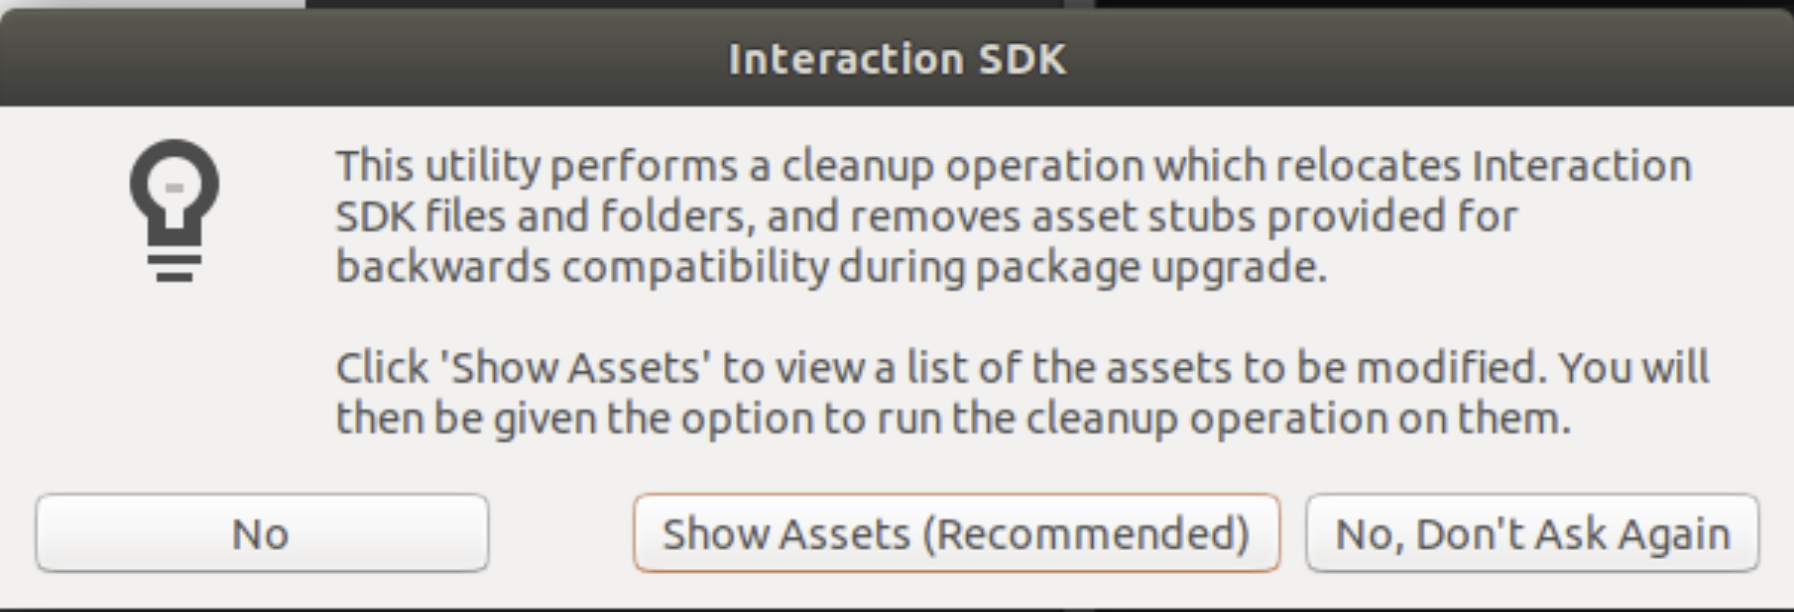 Interaction SDK
This utility performs a cleanup operation which relocates Interaction
SDK files and folders, and removes asset stubs provided for
backwards compatibility during package upgrade.
Click 'Show Assets' to view a list of the assets to be modified. You will
then be given the option to run the cleanup operation on them.
No
Show Assets (Recommended)
No, Don't Ask Again